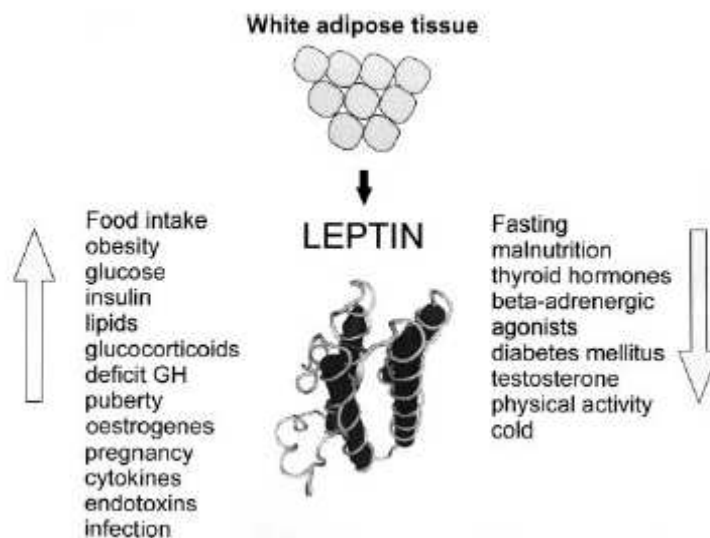 White adipose tissue
LEPTIN
Food intake
obesity
glucose
insulin
lipids
glucocorticoids
deficit GH
puberty
oestrogenes
pregnancy
cytokines
endotoxins
infection
Fasting
malnutrition
thyroid hormones
beta-adrenergic
agonists
diabetes mellitus
testosterone
physical activity
cold